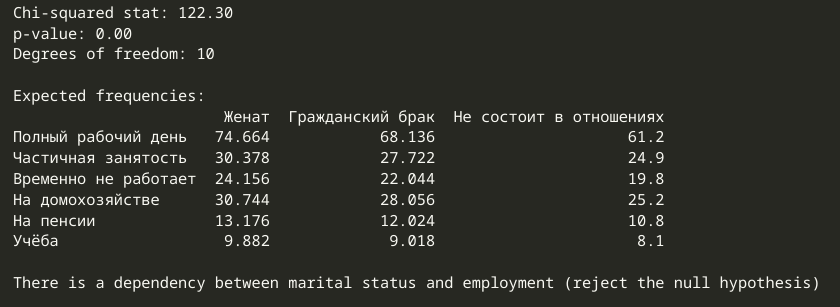 Chi-squared stat: 122.30
p-value: 0.00
Degrees of freedom: 10
Expected frequencies:
Женат Гражданский брак Не состоит в отношениях
Полный рабочий день 74.664 68.136 61.2
Частичная занятость 30.378 27.722 24.9
Временно не работает 24.156 22.044 19.8
На домохозяйстве 30.744 28.056 25.2
На пенсии 13.176 12.024 10.8
Учёба 9.882 9.018 8.1
There is a dependency between marital status and employment (reject the null hypothesis)